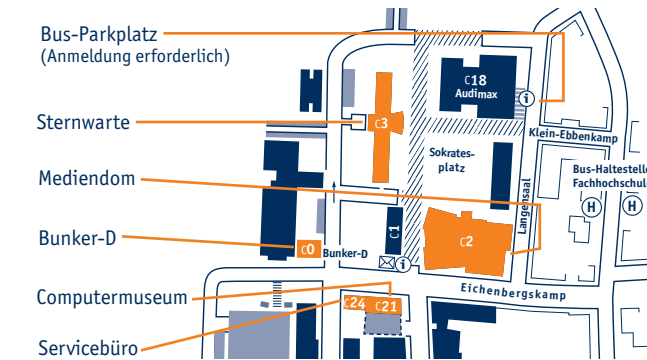 Bus-Parkplatz
(Anmeldung erforderlich)
C18
Audimax
i
Sternwarte
C3
Klein-Ebbenkamp
Sokrates-
platz
Mediendom
Bus-Haltestelle
Fachhochschule
H
H
Langensaal
C1
C2
Bunker-D
C0
Bunker-D
i
Computermuseum
Eichenbergskamp
C24
C21
Servicebüro